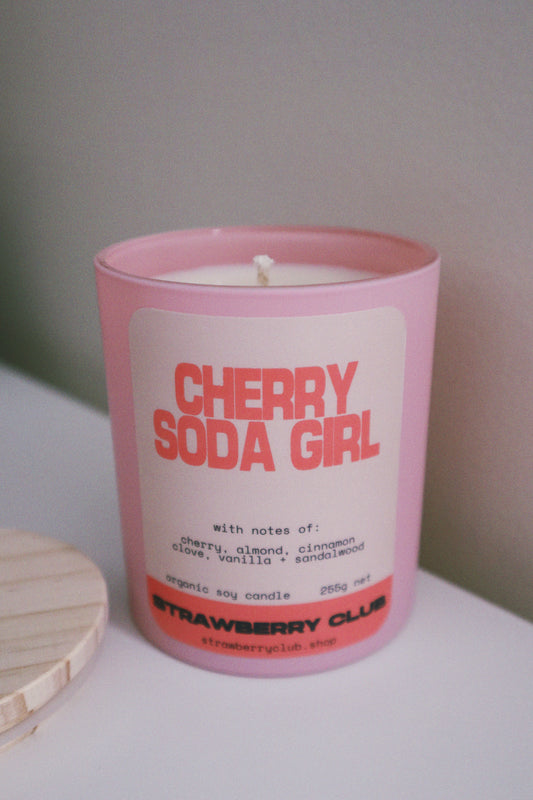 CHERRY
SODA GIRL
with notes of:
cherry, almond, cinnamon
clove, vanilla + sandalwood
organic soy candle 255g net
STRAWBERRY CLUB
strawberryclub.shop